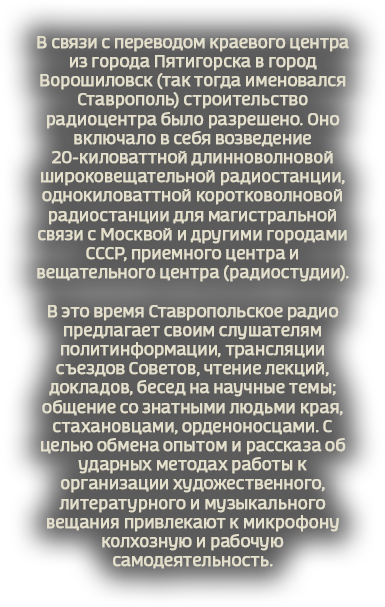 В связи с переводом краевого центра
из города Пятигорска в город
Ворошиловск (так тогда именовался
Ставрополь) строительство
радиоцентра было разрешено. Оно
включало в себя возведение
20-киловаттной длинноволновой
широковещательной радиостанции,
однокиловаттной коротковолновой
радиостанции для магистральной
связи с Москвой и другими городами
СССР, приемного центра и
вещательного центра (радиостудии).
В это время Ставропольское радио
предлагает своим слушателям
политинформации, трансляции
съездов Советов, чтение лекций,
докладов, бесед на научные темы;
общение со знатными людьми края,
стахановцами, орденоносцами. С
целью обмена опытом и рассказа об
ударных методах работы к
организации художественного,
литературного и музыкального
вещания привлекают к микрофону
колхозную и рабочую
самодеятельность.